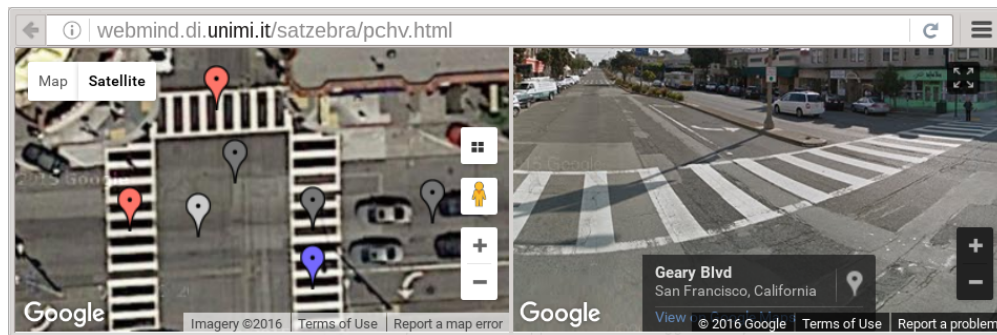 webmind.di.unimi.it/satzebra/pchv.html
Map
Satellite
Google
Imagery ©2016
Terms of Use
Report a map error
Geary Blvd
San Francisco, California
Google
© 2016 Google
Terms of Use
Report a problem